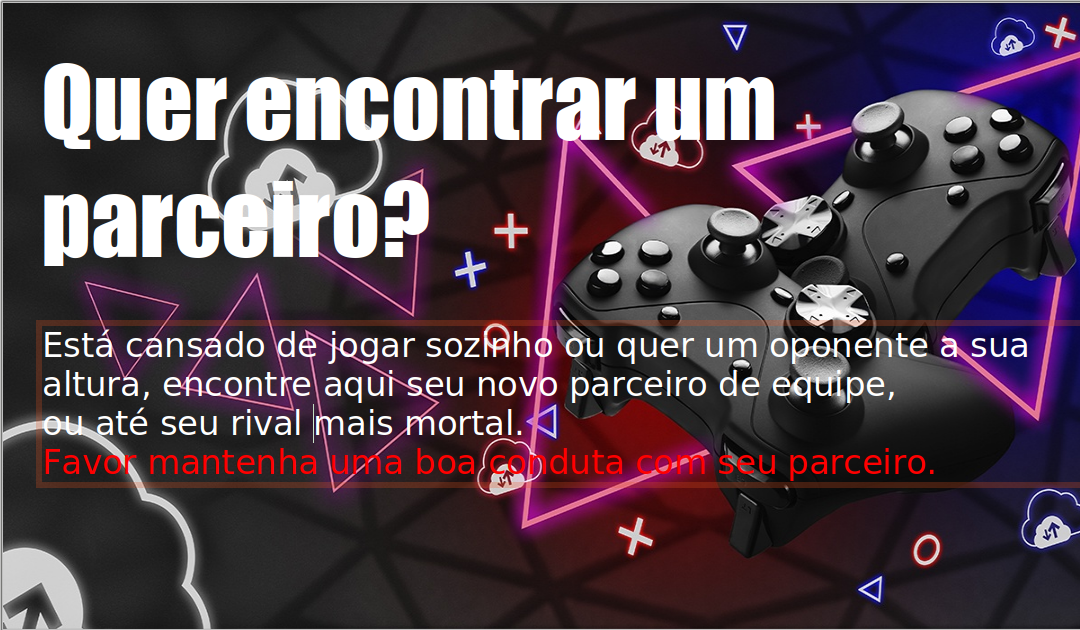 Quer encontrar um
parceiro?
Está cansado de jogar sozinho ou quer um oponente a sua
altura, encontre aqui seu novo parceiro de equipe,
ou até seu rival mais mortal.
Favor mantenha uma boa conduta com seu parceiro.